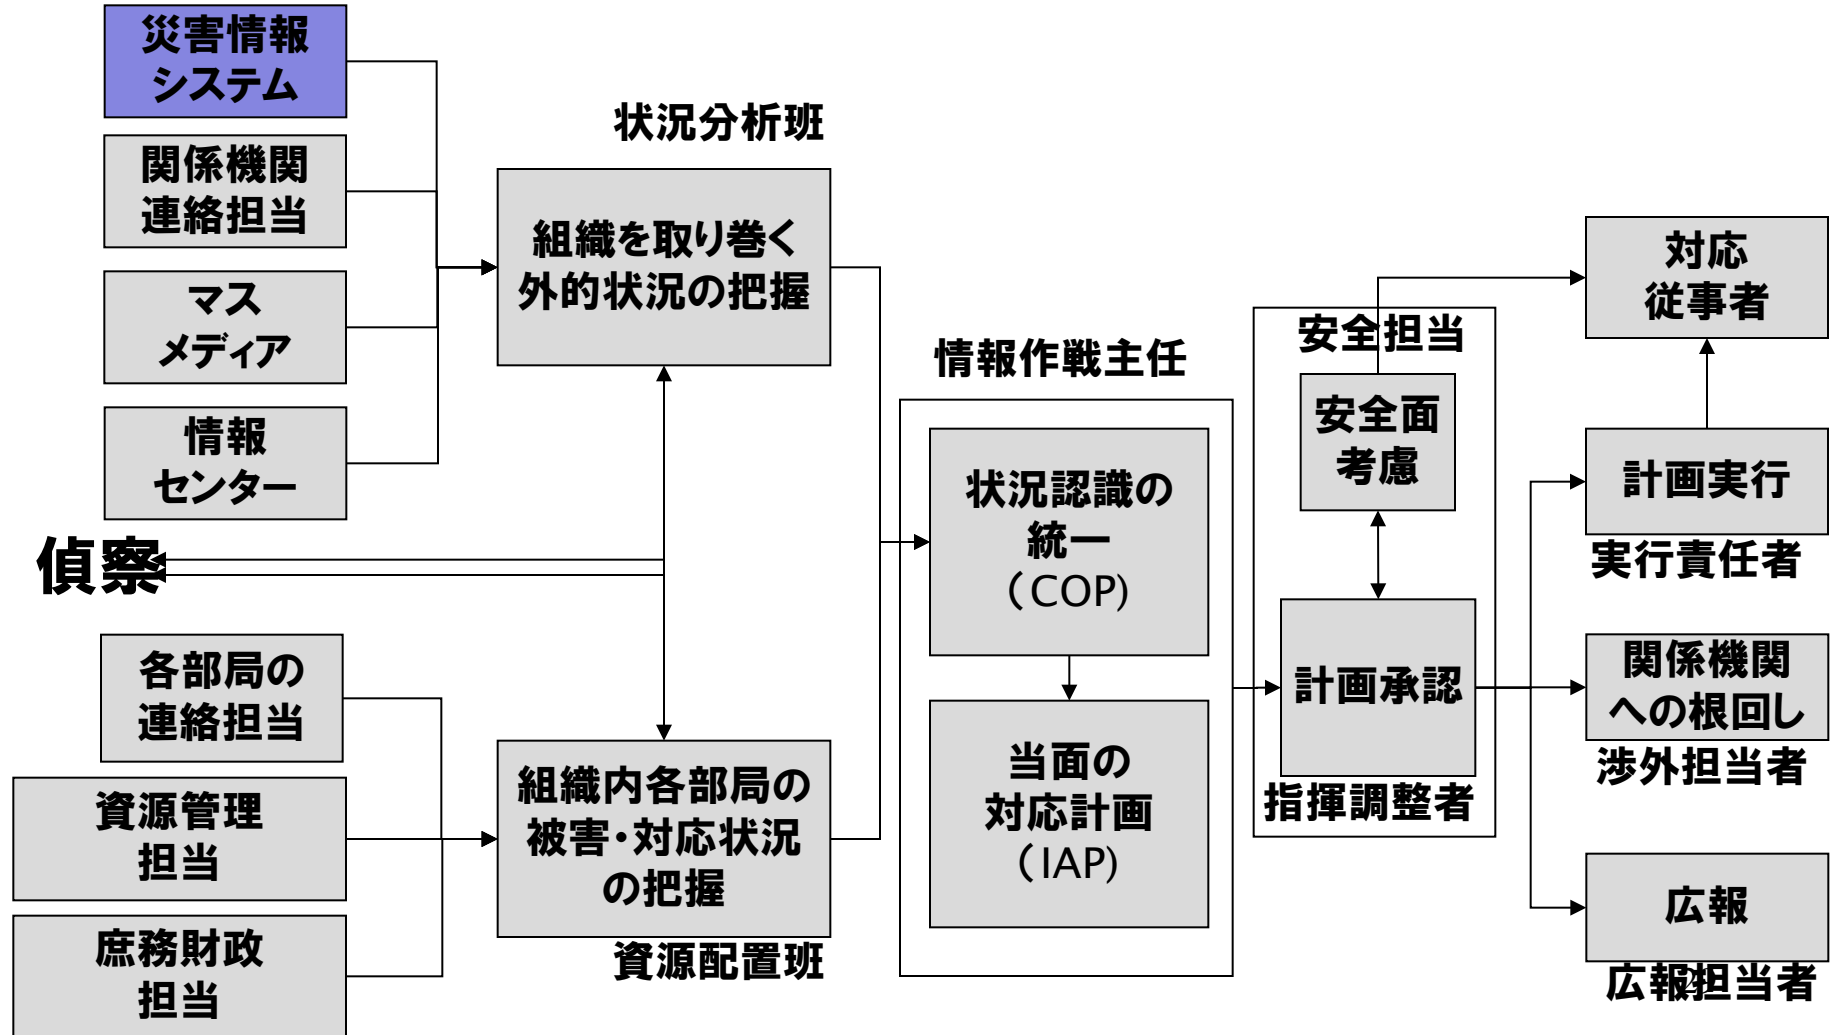 災害情報
システム
関係機関
連絡担当
マス
メディア
情報
センター
偵察
各部局の
連絡担当
資源管理
担当
庶務財政
担当
状況分析班
組織を取り巻く
外的状況の把握
組織内各部局の
被害・対応状況
の把握
資源配置班
情報作戦主任
状況認識の
統一
（COP)
当面の
対応計画
（IAP)
安全担当
安全面
考慮
計画承認
指揮調整者
対応
従事者
計画実行
実行責任者
関係機関
への根回し
渉外担当者
広報
広報担当者